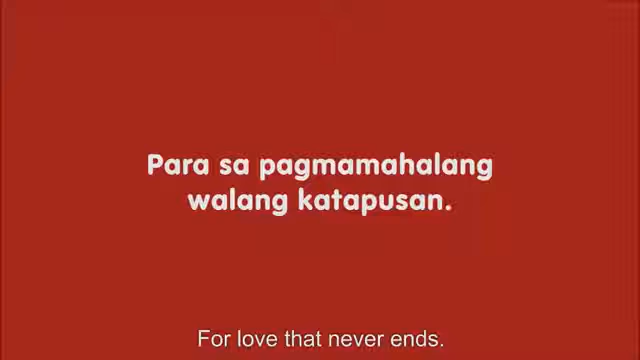 Para sa pagmamahalang
walang katapusan.
For love that never ends.